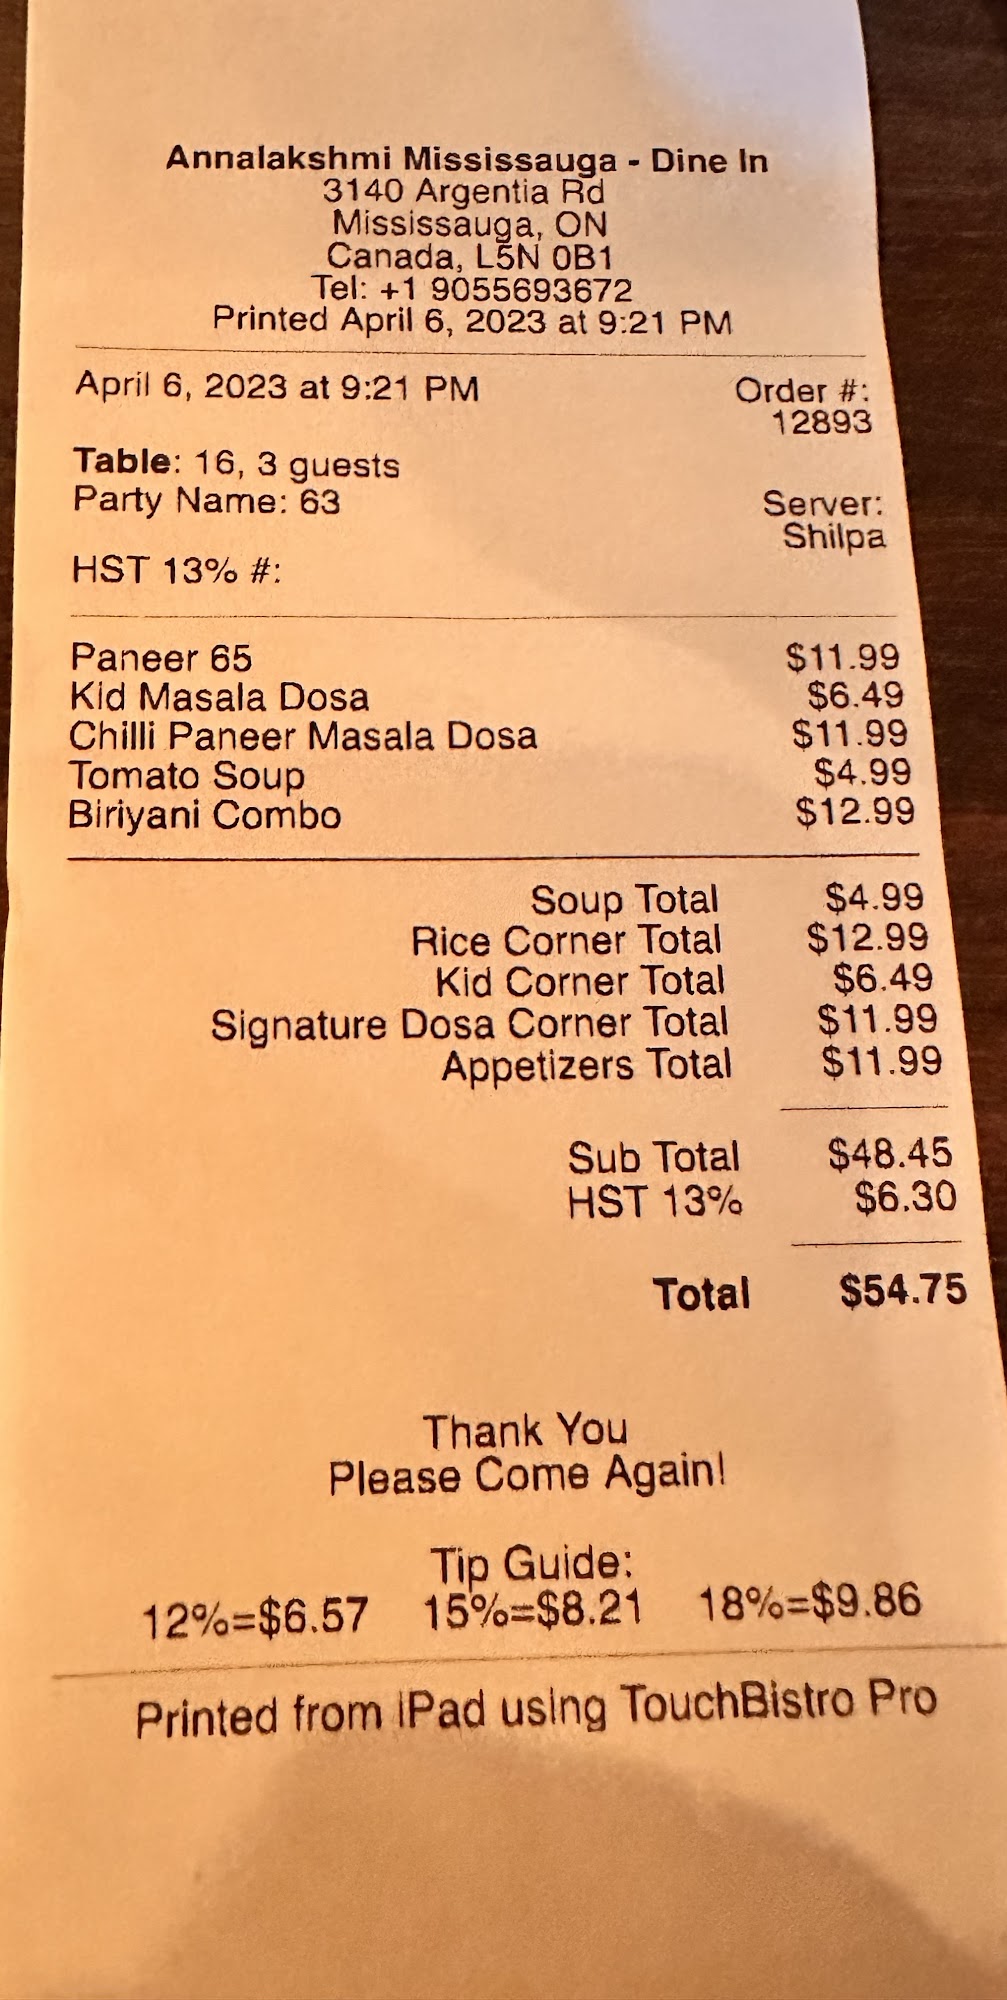 Annalakshmi Mississauga - Dine In
3140 Argentia Rd
Mississauga, ON
Canada, L5N 0B1
Tel: +1 9055693672
Printed April 6, 2023 at 9:21 PM
April 6, 2023 at 9:21 PM Order #:
12893
Table: 16, 3 guests
Party Name: 63 Server:
Shilpa
HST 13% #:
Paneer 65 $11.99
Kid Masala Dosa $6.49
Chilli Paneer Masala Dosa $11.99
Tomato Soup $4.99
Biriyani Combo $12.99
Soup Total $4.99
Rice Corner Total $12.99
Kid Corner Total $6.49
Signature Dosa Corner Total $11.99
Appetizers Total $11.99
Sub Total $48.45
HST 13% $6.30
Total $54.75
Thank You
Please Come Again!
Tip Guide:
12%=$6.57 15%=$8.21 18%=$9.86
Printed from iPad using TouchBistro Pro